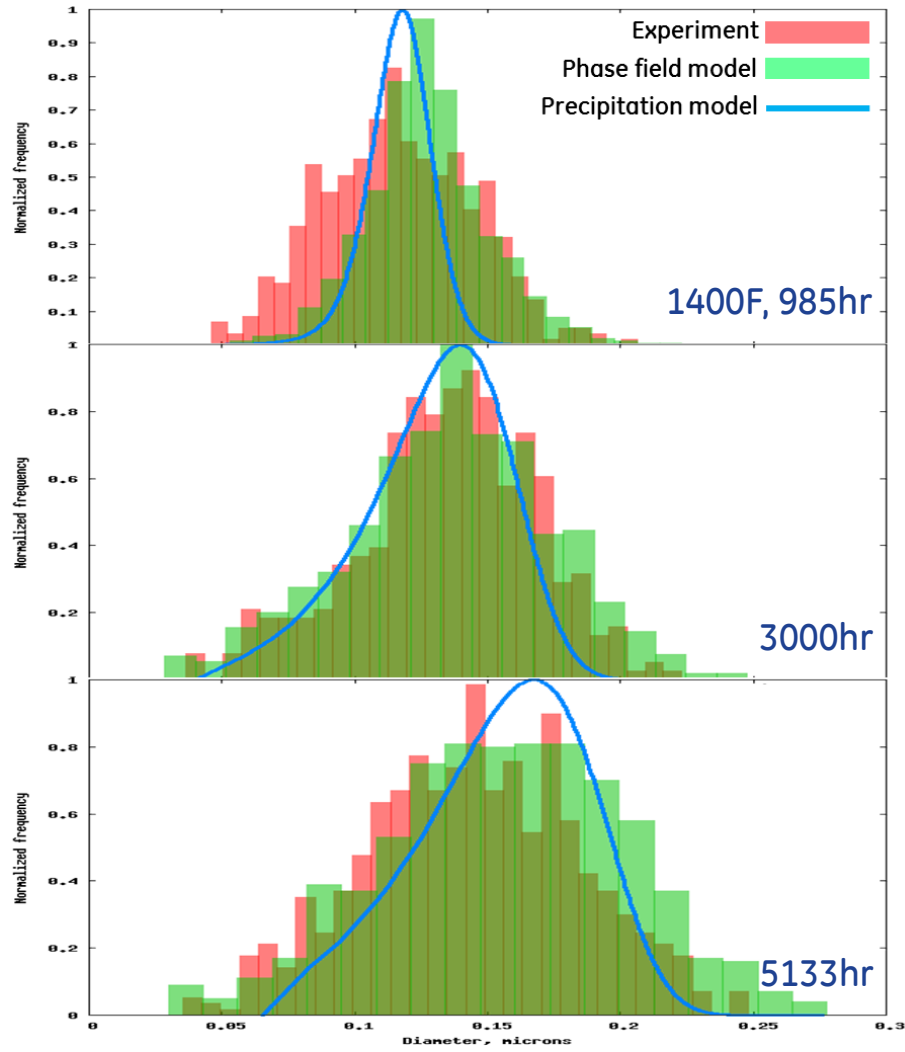 Experiment
Phase field model
Precipitation model
1
0.9
0.8
0.7
0.6
0.5
0.4
0.3
0.2
0.1
Normalized frequency
1400F, 985hr
1
0.8
0.6
0.4
0.2
Normalized frequency
3000hr
1
0.8
0.6
0.4
0.2
0
Normalized frequency
5133hr
0 0.05 0.1 0.15 0.2 0.25 0.3
Diameter, microns